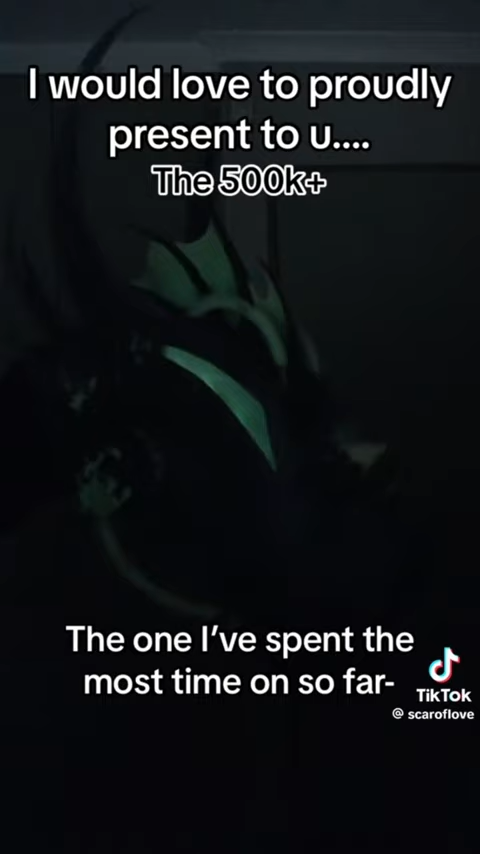 I would love to proudly
present to u....
The 500k+
The one I've spent the
most time on so far-
TikTok
@ scaroflove